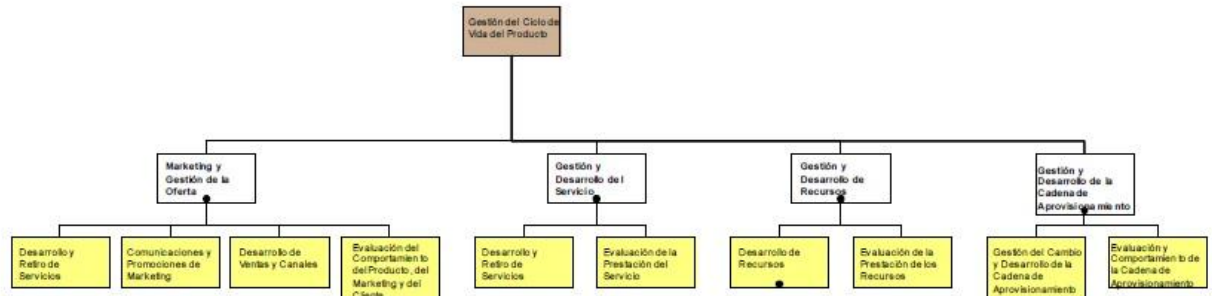 Gestión del Ciclo de
Vida del Producto
Marketing y
Gestión de la
Oferta
Gestión y
Desarrollo del
Servicio
Gestión y
Desarrollo de
Recursos
Gestión y
Desarrollo de la
Cadena de
Aprovisionamiento
Desarrollo y
Retiro de
Servicios
Comunicaciones y
Promociones de
Marketing
Desarrollo de
Ventas y Canales
Evaluación del
Comportamiento
del Producto, del
Marketing y del
Cliente
Desarrollo y
Retiro de
Servicios
Evaluación de la
Prestación del
Servicio
Desarrollo de
Recursos
Evaluación de la
Prestación de los
Recursos
Gestión del Cambio
y Desarrollo de la
Cadena de
Aprovisionamiento
Evaluación y
Comportamiento de
la Cadena de
Aprovisionamiento